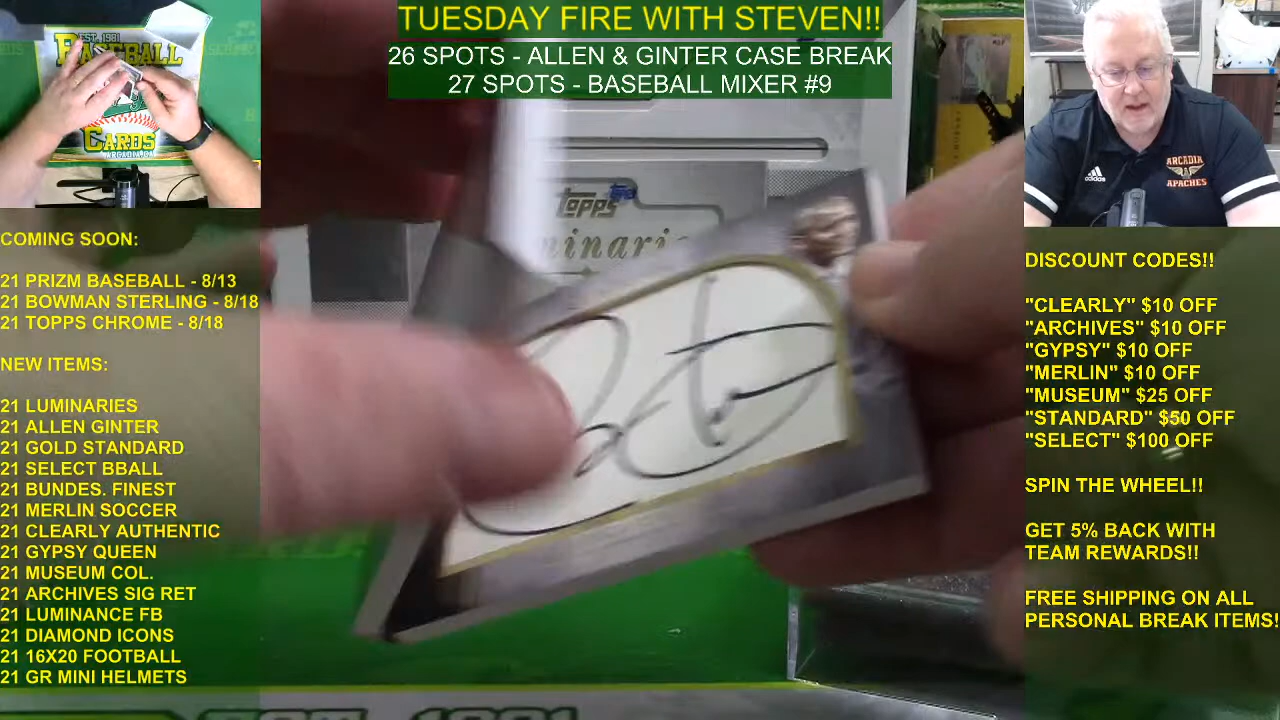 TUESDAY FIRE WITH STEVEN!!
26 SPOTS - ALLEN & GINTER CASE BREAK
27 SPOTS - BASEBALL MIXER #9
EST. 1981
BASEBALL
CARDS
ARCADIA, CA
topps
uminaries
ARCADIA
APACHES
adidas
COMING SOON:
21 PRIZM BASEBALL - 8/13
21 BOWMAN STERLING - 8/18
21 TOPPS CHROME - 8/18
NEW ITEMS:
21 LUMINARIES
21 ALLEN GINTER
21 GOLD STANDARD
21 SELECT BBALL
21 BUNDES. FINEST
21 MERLIN SOCCER
21 CLEARLY AUTHENTIC
21 GYPSY QUEEN
21 MUSEUM COL.
21 ARCHIVES SIG RET
21 LUMINANCE FB
21 DIAMOND ICONS
21 16X20 FOOTBALL
21 GR MINI HELMETS
DISCOUNT CODES!!
"CLEARLY" $10 OFF
"ARCHIVES" $10 OFF
"GYPSY" $10 OFF
"MERLIN" $10 OFF
"MUSEUM" $25 OFF
"STANDARD" $50 OFF
"SELECT" $100 OFF
SPIN THE WHEEL!!
GET 5% BACK WITH
TEAM REWARDS!!
FREE SHIPPING ON ALL
PERSONAL BREAK ITEMS!